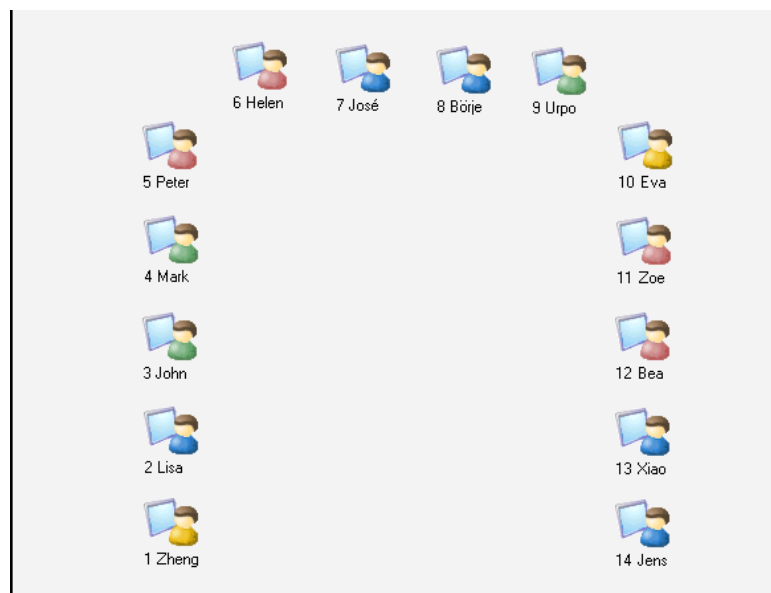 6 Helen
7 José
8 Börje
9 Urpo
5 Peter
10 Eva
4 Mark
11 Zoe
3 John
12 Bea
2 Lisa
13 Xiao
1 Zheng
14 Jens